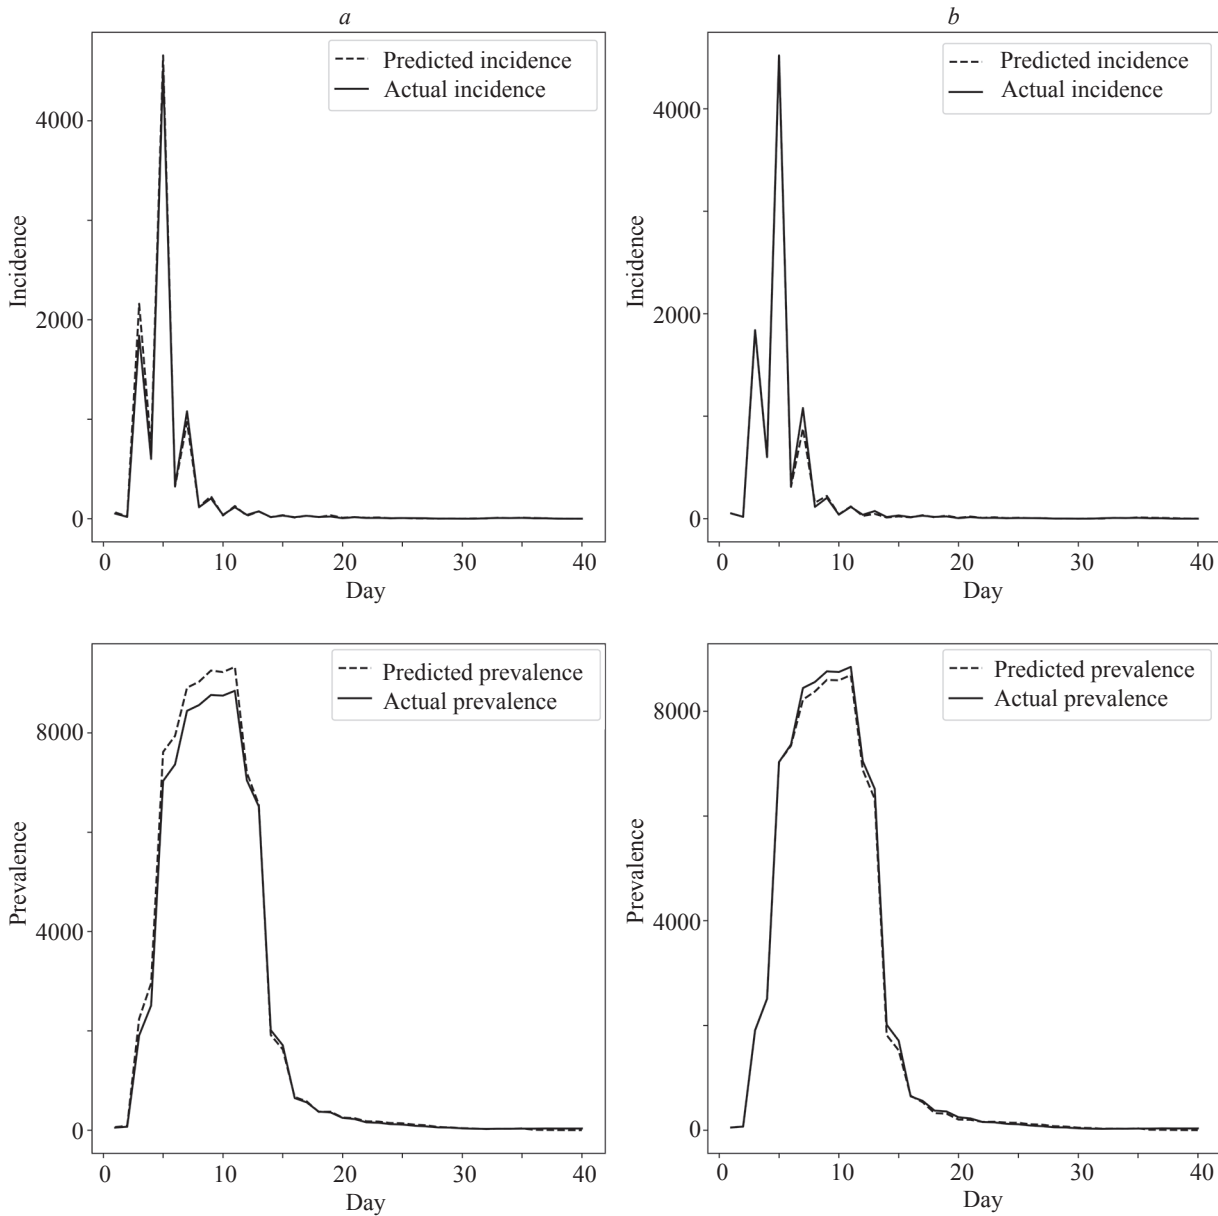 a
Predicted incidence
Actual incidence
4000
2000
0
Incidence
0 10 20 30 40
Day
b
Predicted incidence
Actual incidence
4000
2000
0
Incidence
0 10 20 30 40
Day
Predicted prevalence
Actual prevalence
8000
4000
0
Prevalence
0 10 20 30 40
Day
Predicted prevalence
Actual prevalence
8000
4000
0
Prevalence
0 10 20 30 40
Day